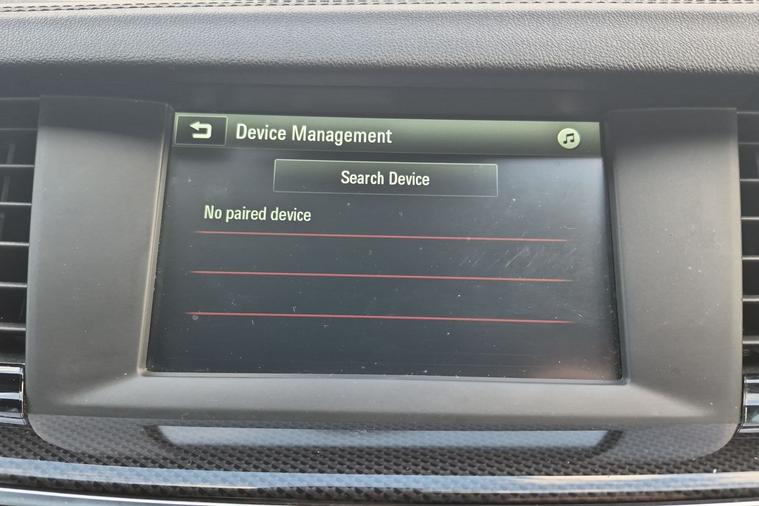 Device Management
Search Device
No paired device